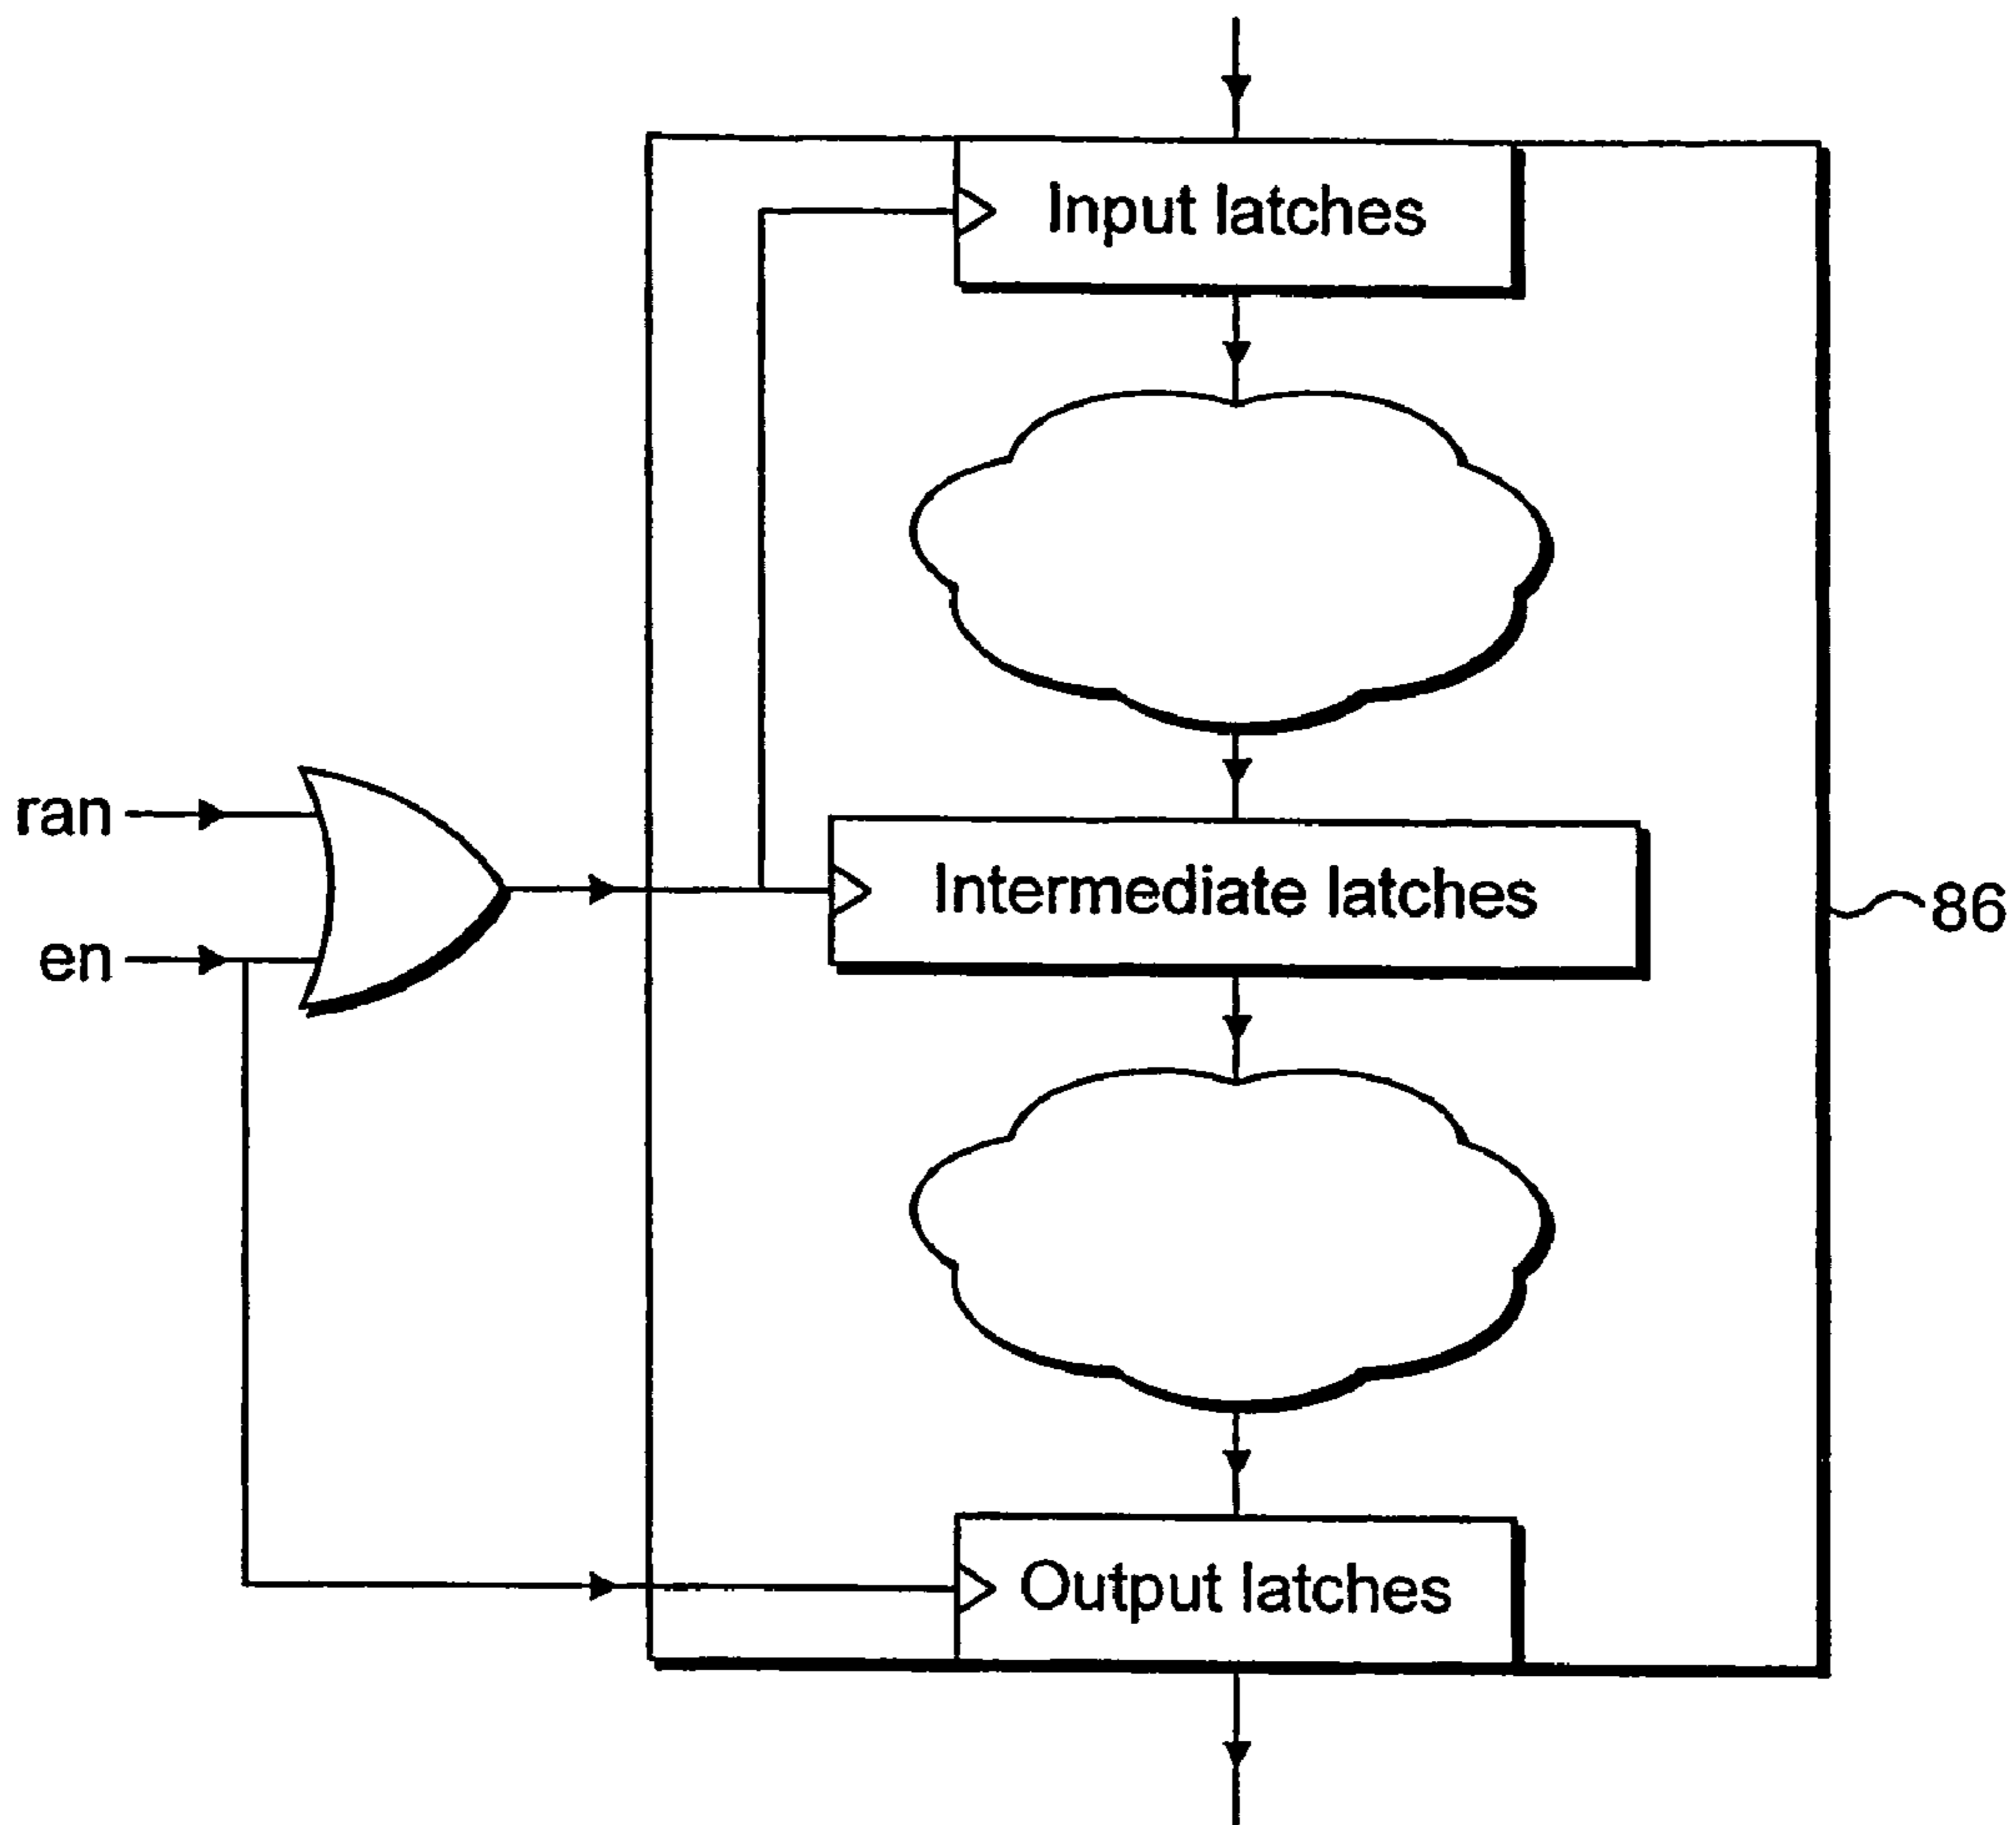 Input latches
ran
Intermediate latches
86
en
Output latches